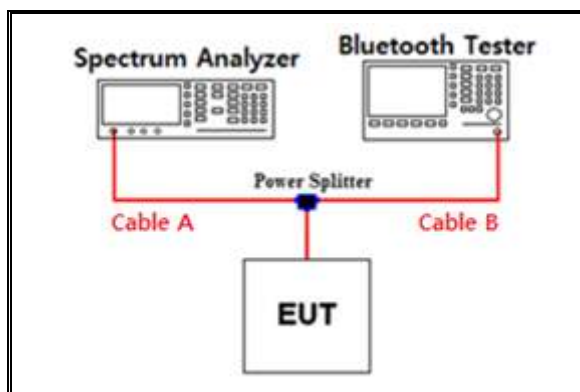 Spectrum Analyzer
Bluetooth Tester
Power Splitter
Cable A
Cable B
EUT